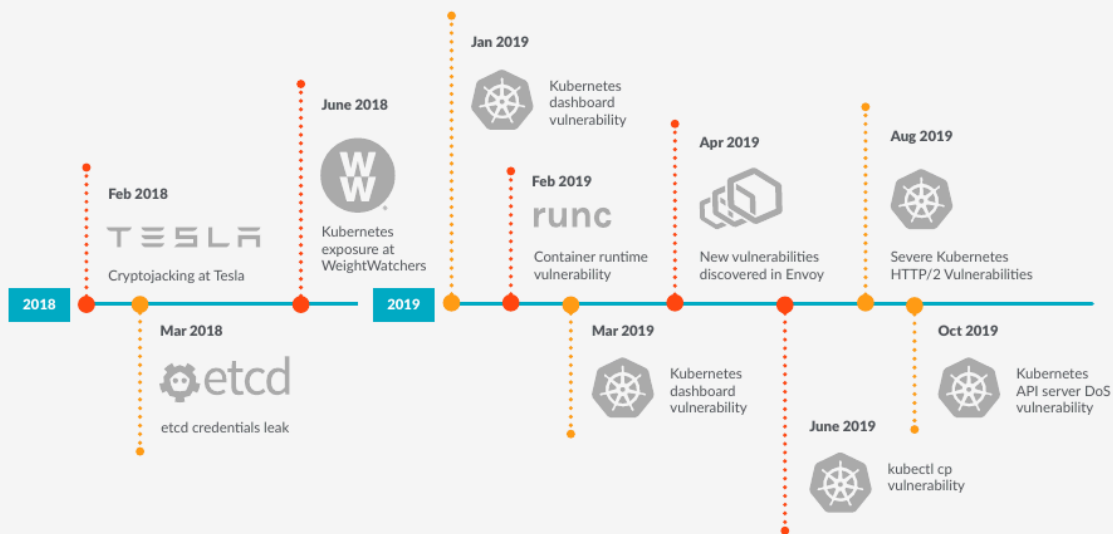 2018
Feb 2018
TESLA
Cryptojacking at Tesla
Mar 2018
etcd
etcd credentials leak
June 2018
W
W
Kubernetes
exposure at
WeightWatchers
2019
Jan 2019
Kubernetes
dashboard
vulnerability
Feb 2019
runc
Container runtime
vulnerability
Mar 2019
Kubernetes
dashboard
vulnerability
Apr 2019
New vulnerabilities
discovered in Envoy
June 2019
kubectl cp
vulnerability
Aug 2019
Severe Kubernetes
HTTP/2 Vulnerabilities
Oct 2019
Kubernetes
API server DoS
vulnerability